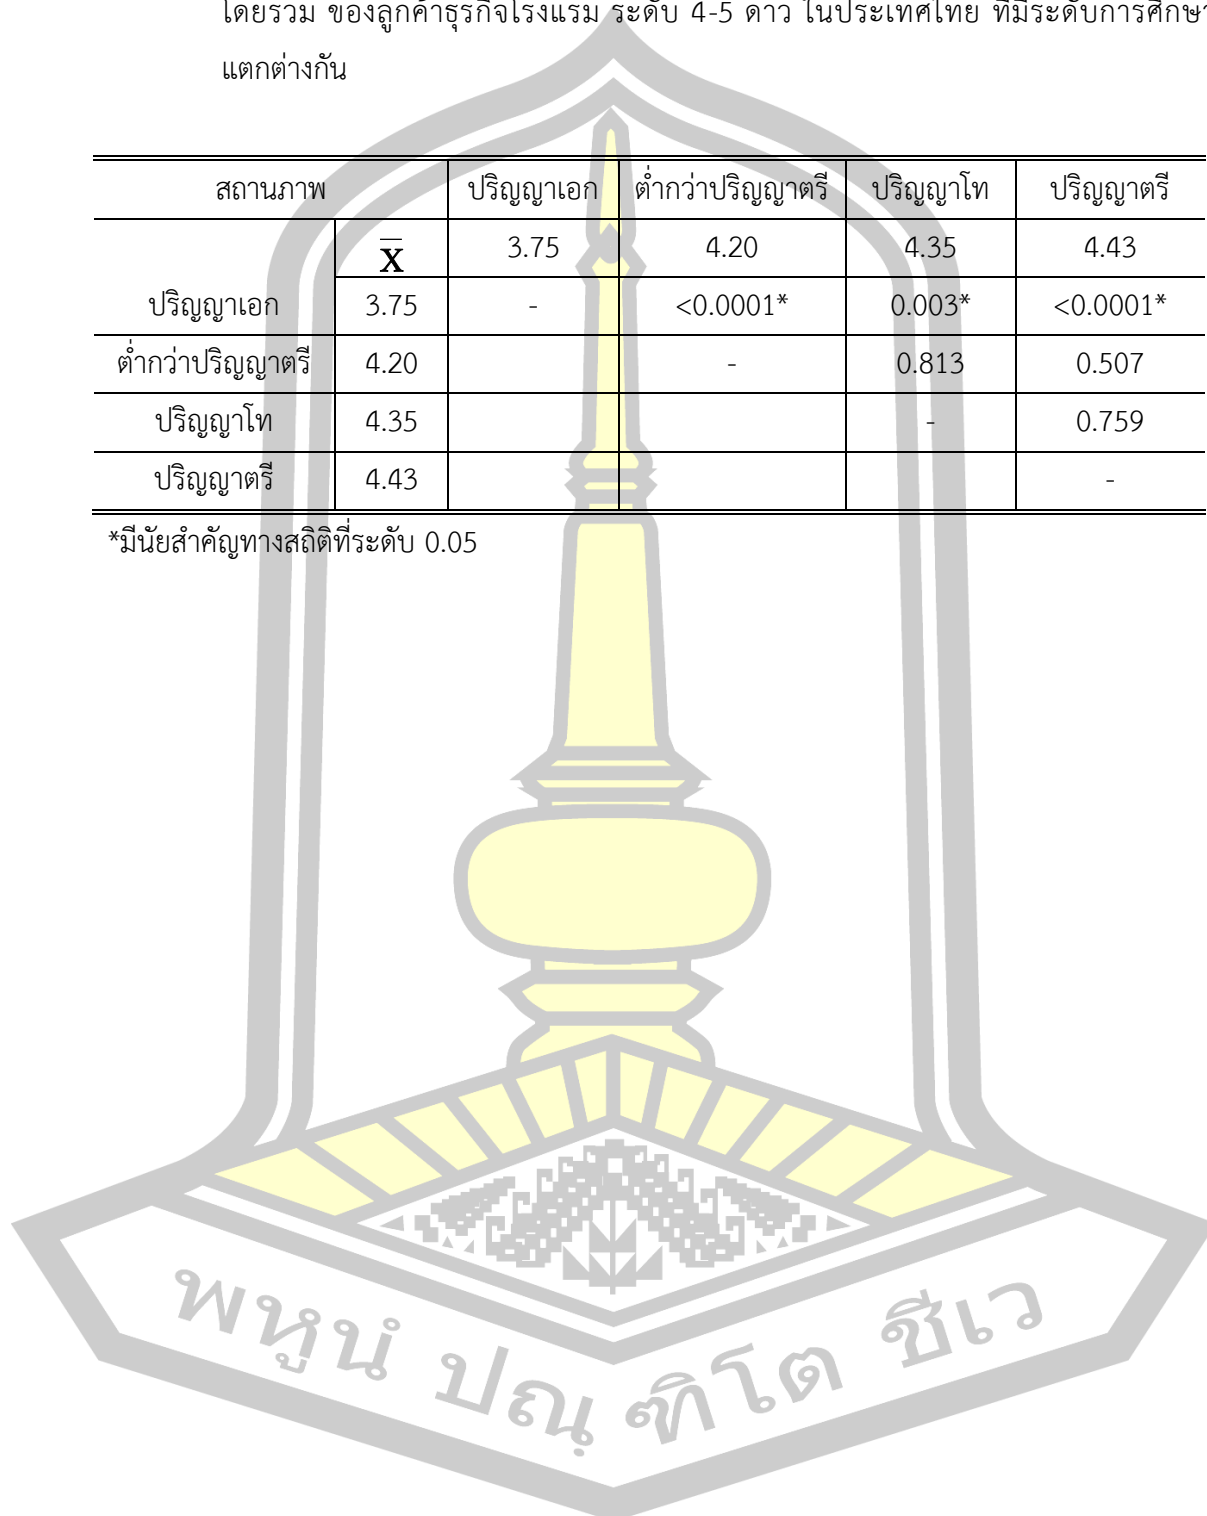 โดยรวม ของลูกค้าธุรกิจโรงแรม ระดับ 4-5 ดาว ในประเทศไทย ที่มีระดับการศึกษา
แตกต่างกัน
สถานภาพ ปริญญาเอก ต่ำกว่าปริญญาตรี ปริญญาโท ปริญญาตรี
X̄ 3.75 4.20 4.35 4.43
ปริญญาเอก 3.75 - <0.0001* 0.003* <0.0001*
ต่ำกว่าปริญญาตรี 4.20 - 0.813 0.507
ปริญญาโท 4.35 - 0.759
ปริญญาตรี 4.43 -
*มีนัยสำคัญทางสถิติที่ระดับ 0.05
พหูนํ ปณฺฑิโต ชีเว